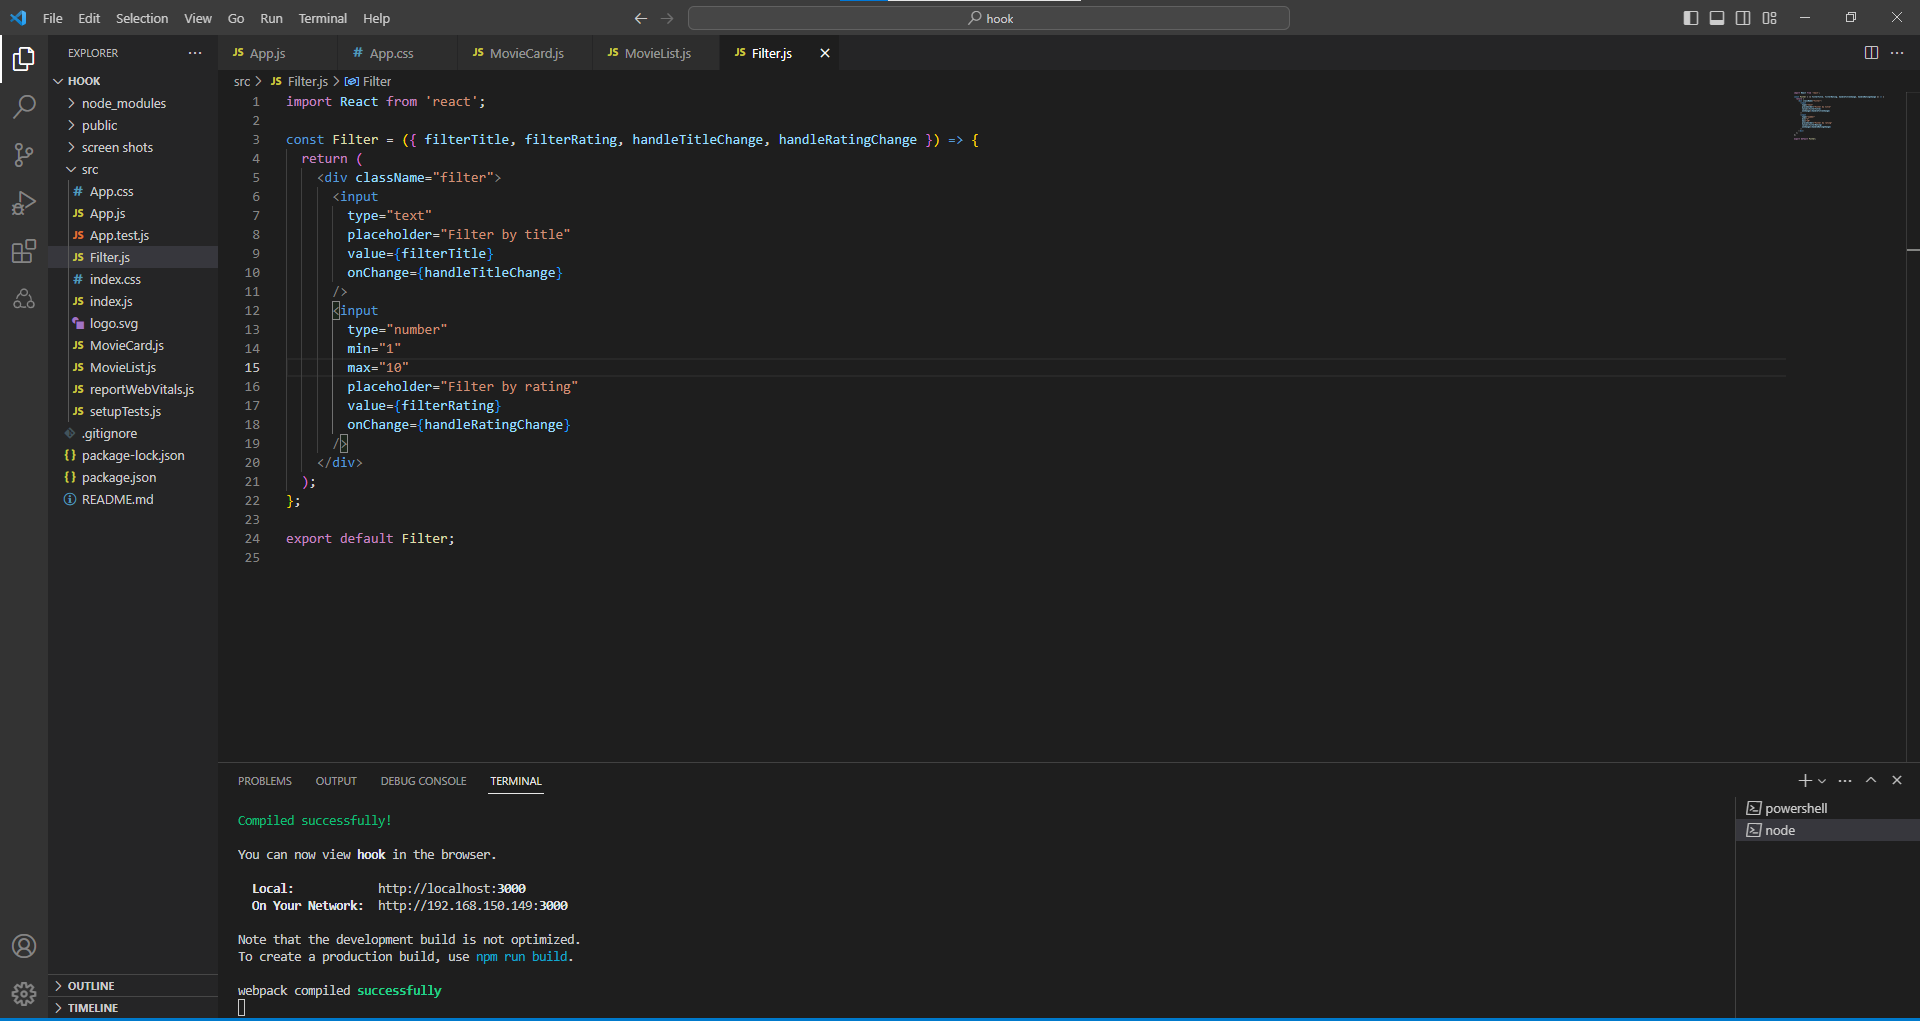 File Edit Selection View Go Run Terminal Help
hook
EXPLORER
HOOK
node_modules
public
screen shots
src
App.css
App.js
App.test.js
Filter.js
index.css
index.js
logo.svg
MovieCard.js
MovieList.js
reportWebVitals.js
setupTests.js
.gitignore
package-lock.json
package.json
README.md
OUTLINE
TIMELINE
JS App.js # App.css JS MovieCard.js JS MovieList.js JS Filter.js
src > JS Filter.js > Filter
1 import React from 'react';
2
3 const Filter = ({ filterTitle, filterRating, handleTitleChange, handleRatingChange }) => {
4 return (
5 <div className="filter">
6 <input
7 type="text"
8 placeholder="Filter by title"
9 value={filterTitle}
10 onChange={handleTitleChange}
11 />
12 <input
13 type="number"
14 min="1"
15 max="10"
16 placeholder="Filter by rating"
17 value={filterRating}
18 onChange={handleRatingChange}
19 />
20 </div>
21 );
22 };
23
24 export default Filter;
25
PROBLEMS OUTPUT DEBUG CONSOLE TERMINAL
Compiled successfully!
You can now view hook in the browser.
Local: http://localhost:3000
On Your Network: http://192.168.150.149:3000
Note that the development build is not optimized.
To create a production build, use npm run build.
webpack compiled successfully
powershell
node